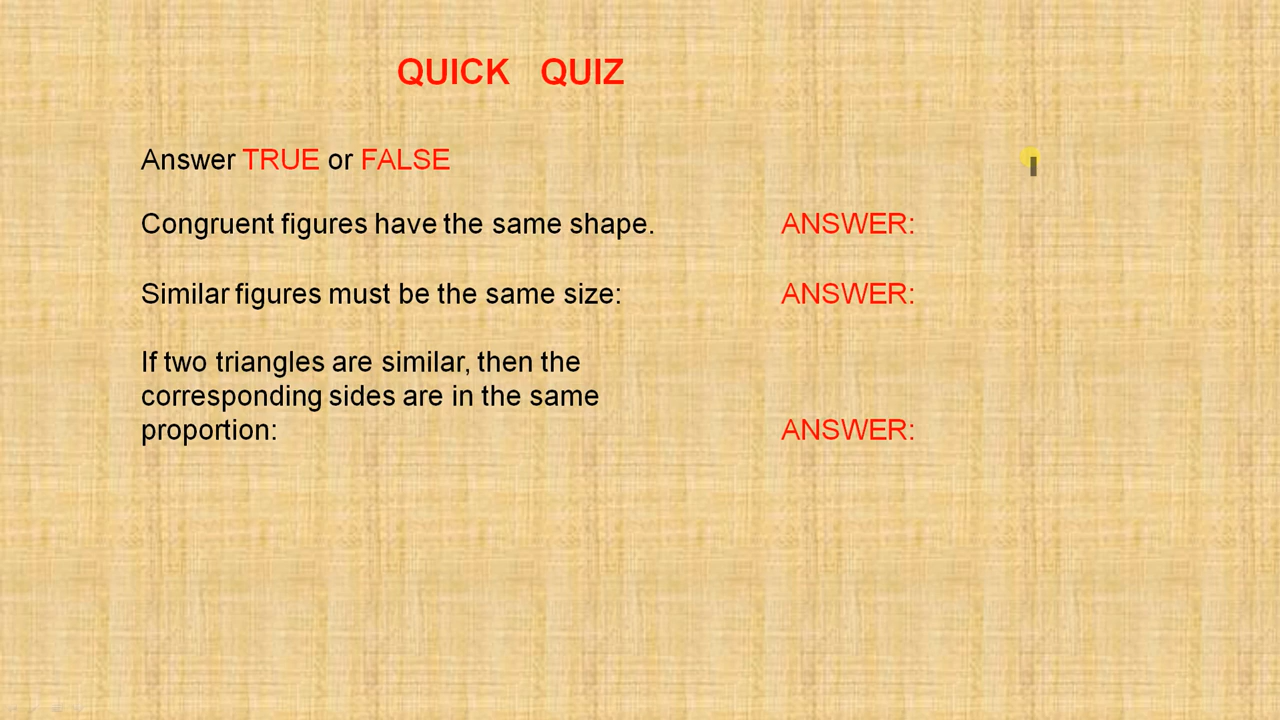 QUICK QUIZ
Answer TRUE or FALSE
Congruent figures have the same shape. ANSWER:
Similar figures must be the same size: ANSWER:
If two triangles are similar, then the
corresponding sides are in the same
proportion: ANSWER: